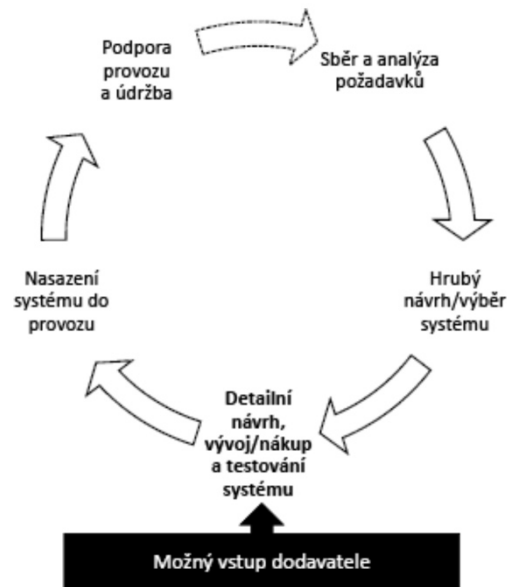 Podpora
provozu
a údržba
Sběr a analýza
požadavků
Hrubý
návrh/výběr
systému
Detailní
návrh,
vývoj/nákup
a testování
systému
Nasazení
systému do
provozu
Možný vstup dodavatele